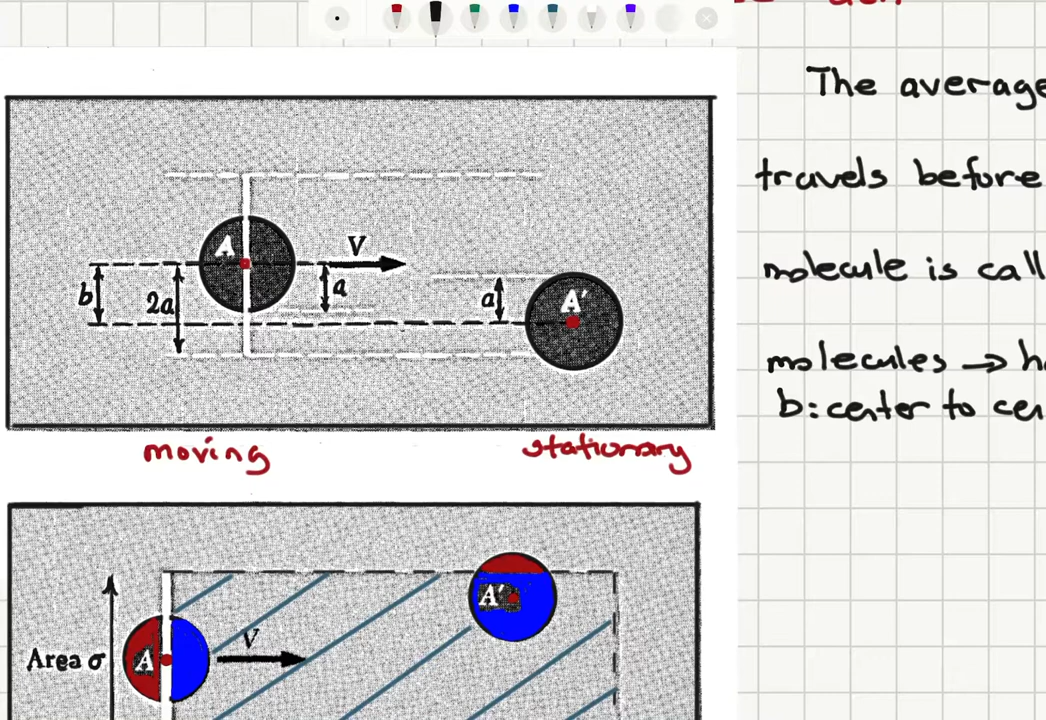 The average
travels before
molecule is call
molecules → h
b: center to cen
A
V
b
2a
a
a
A'
moving
stationary
A'
V
Area σ
A